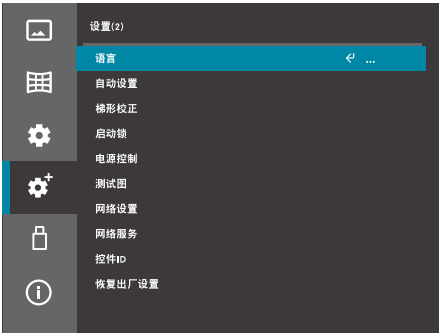 设置(2)
语言 ...
自动设置
梯形校正
启动锁
电源控制
测试图
网络设置
网络服务
控件ID
恢复出厂设置